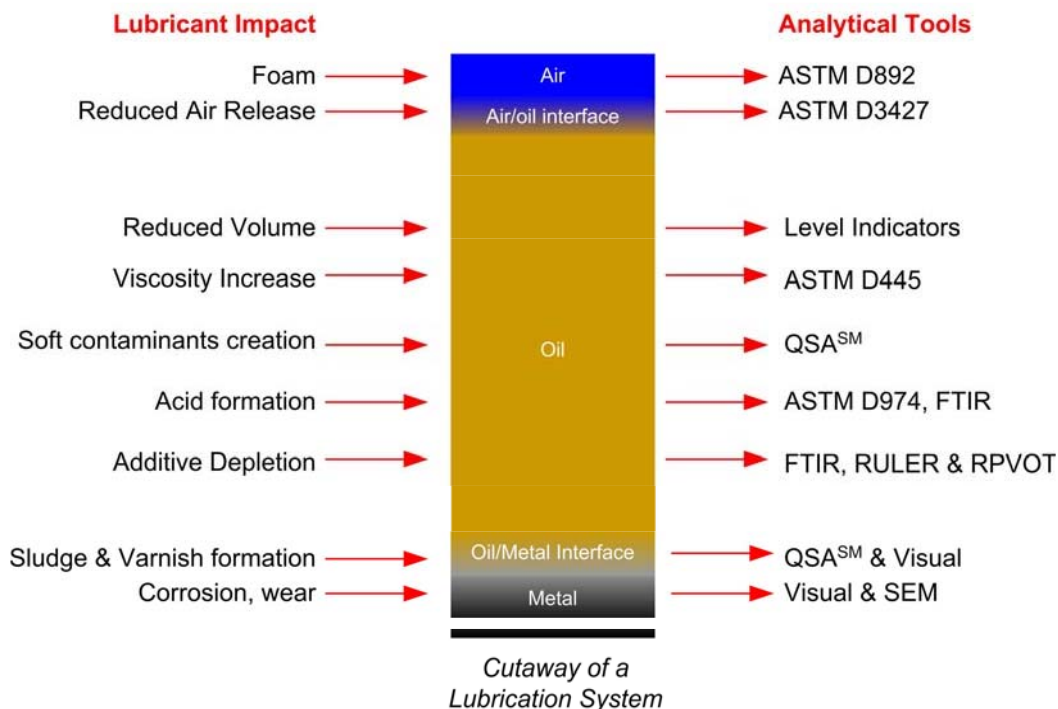 Lubricant Impact
Analytical Tools
Foam
Air
ASTM D892
Reduced Air Release
Air/oil interface
ASTM D3427
Reduced Volume
Level Indicators
Viscosity Increase
ASTM D445
Soft contaminants creation
Oil
QSASM
Acid formation
ASTM D974, FTIR
Additive Depletion
FTIR, RULER & RPVOT
Sludge & Varnish formation
Oil/Metal Interface
QSASM & Visual
Corrosion, wear
Metal
Visual & SEM
Cutaway of a
Lubrication System